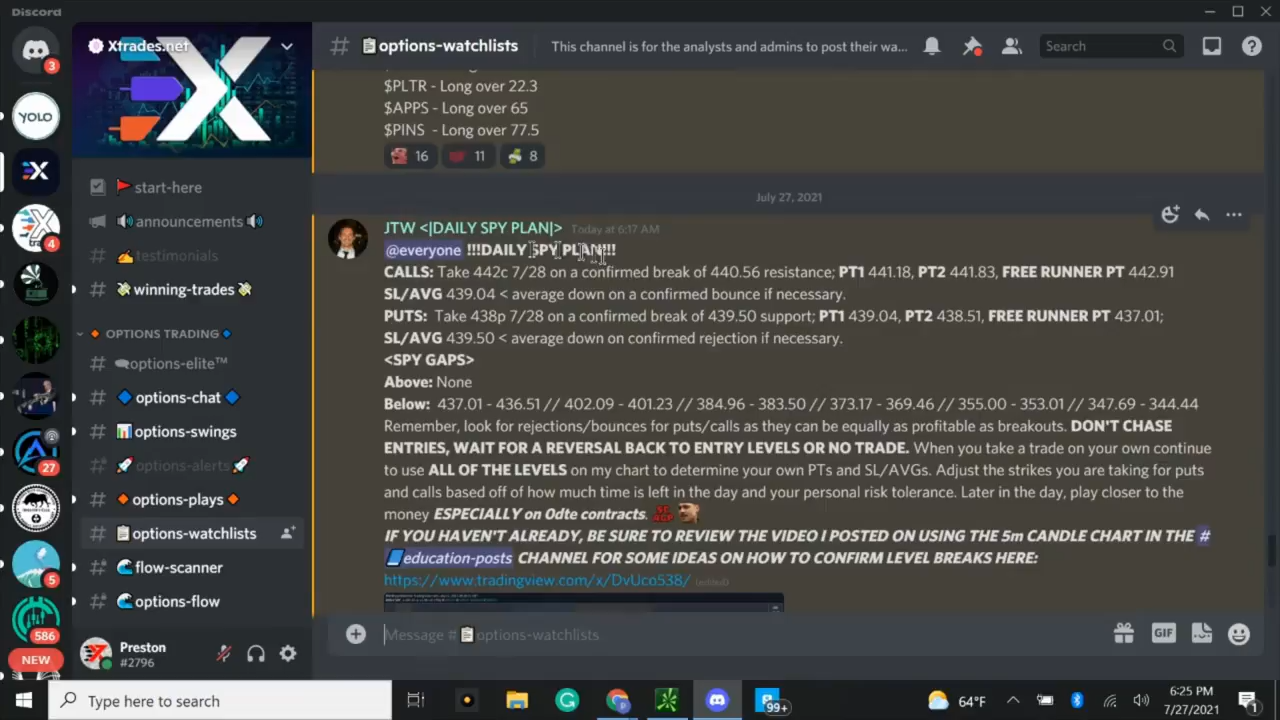 Discord
Xtrades.net
# 📋options-watchlists
This channel is for the analysts and admins to post their wa...
Search
$PLTR - Long over 22.3
$APPS - Long over 65
$PINS - Long over 77.5
16 11 8
July 27, 2021
JTW <|DAILY SPY PLAN|> Today at 6:17 AM
@everyone !!!DAILY SPY PLAN!!!
CALLS: Take 442c 7/28 on a confirmed break of 440.56 resistance; PT1 441.18, PT2 441.83, FREE RUNNER PT 442.91
SL/AVG 439.04 < average down on a confirmed bounce if necessary.
PUTS: Take 438p 7/28 on a confirmed break of 439.50 support; PT1 439.04, PT2 438.51, FREE RUNNER PT 437.01;
SL/AVG 439.50 < average down on confirmed rejection if necessary.
<SPY GAPS>
Above: None
Below: 437.01 - 436.51 // 402.09 - 401.23 // 384.96 - 383.50 // 373.17 - 369.46 // 355.00 - 353.01 // 347.69 - 344.44
Remember, look for rejections/bounces for puts/calls as they can be equally as profitable as breakouts. DON'T CHASE
ENTRIES, WAIT FOR A REVERSAL BACK TO ENTRY LEVELS OR NO TRADE. When you take a trade on your own continue
to use ALL OF THE LEVELS on my chart to determine your own PTs and SL/AVGs. Adjust the strikes you are taking for puts
and calls based off of how much time is left in the day and your personal risk tolerance. Later in the day, play closer to the
money ESPECIALLY on 0dte contracts.
IF YOU HAVEN'T ALREADY, BE SURE TO REVIEW THE VIDEO I POSTED ON USING THE 5m CANDLE CHART IN THE #
📘education-posts CHANNEL FOR SOME IDEAS ON HOW TO CONFIRM LEVEL BREAKS HERE:
https://www.tradingview.com/x/DvUco538/ (edited)
Message # 📋options-watchlists
GIF
3
YOLO
4
27
5
586
NEW
🚩start-here
🔊announcements🔊
# ✍testimonials
# 💸winning-trades💸
🔸OPTIONS TRADING🔹
# options-elite™
# 🔷options-chat🔷
# 📊options-swings
# 🚀options-alerts🚀
# 🔶options-plays🔶
# 📋options-watchlists
# 🌊flow-scanner
# 🌊options-flow
Preston
#2796
Type here to search
99+
64°F
6:25 PM
7/27/2021
1